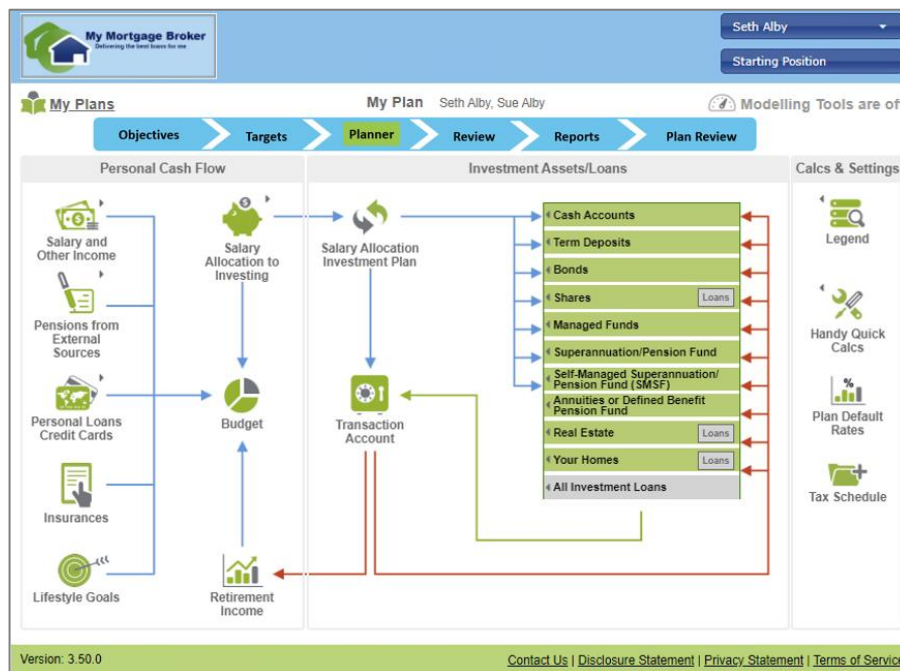 My Mortgage Broker
Delivering the best loans for me
Seth Alby
Starting Position
My Plans
My Plan Seth Alby, Sue Alby
Modelling Tools are of
Objectives
Targets
Planner
Review
Reports
Plan Review
Personal Cash Flow
Investment Assets/Loans
Calcs & Settings
Salary and
Other Income
Pensions from
External
Sources
Personal Loans
Credit Cards
Insurances
Lifestyle Goals
Salary
Allocation to
Investing
Budget
Retirement
Income
Salary Allocation
Investment Plan
Transaction
Account
Cash Accounts
Term Deposits
Bonds
Shares Loans
Managed Funds
Superannuation/Pension Fund
Self-Managed Superannuation/
Pension Fund (SMSF)
Annuities or Defined Benefit
Pension Fund
Real Estate Loans
Your Homes Loans
All Investment Loans
Legend
Handy Quick
Calcs
%
Plan Default
Rates
Tax Schedule
Version: 3.50.0
Contact Us | Disclosure Statement | Privacy Statement | Terms of Service